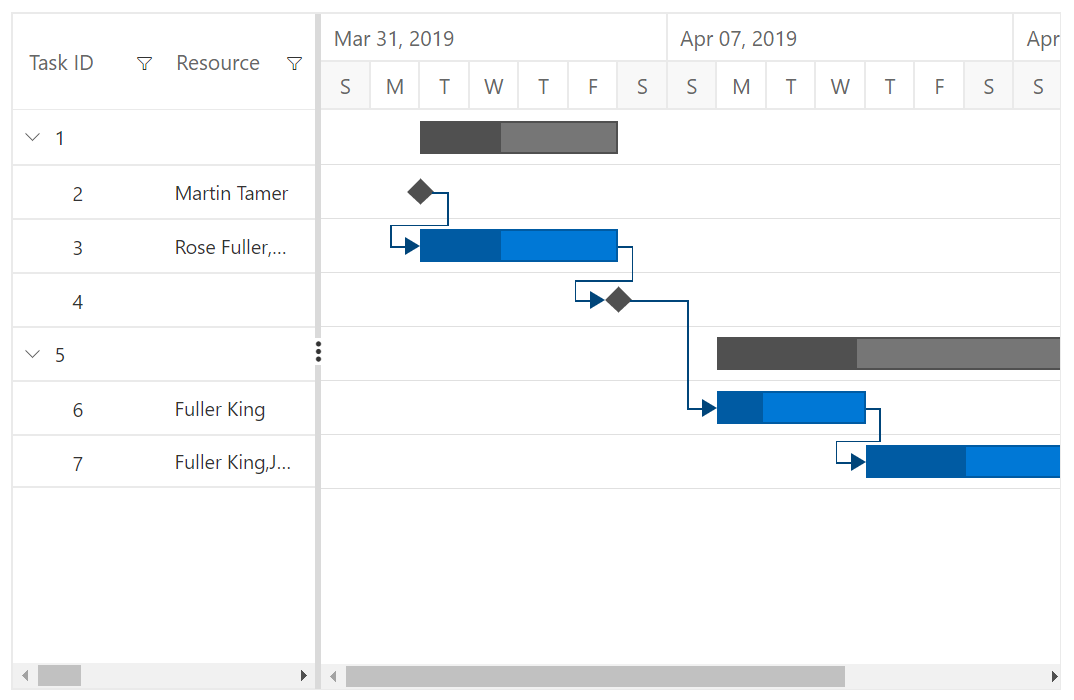 Task ID Resource Mar 31, 2019 Apr 07, 2019 Apr
S M T W T F S S M T W T F S S
1
2 Martin Tamer
3 Rose Fuller,...
4
5
6 Fuller King
7 Fuller King,J...